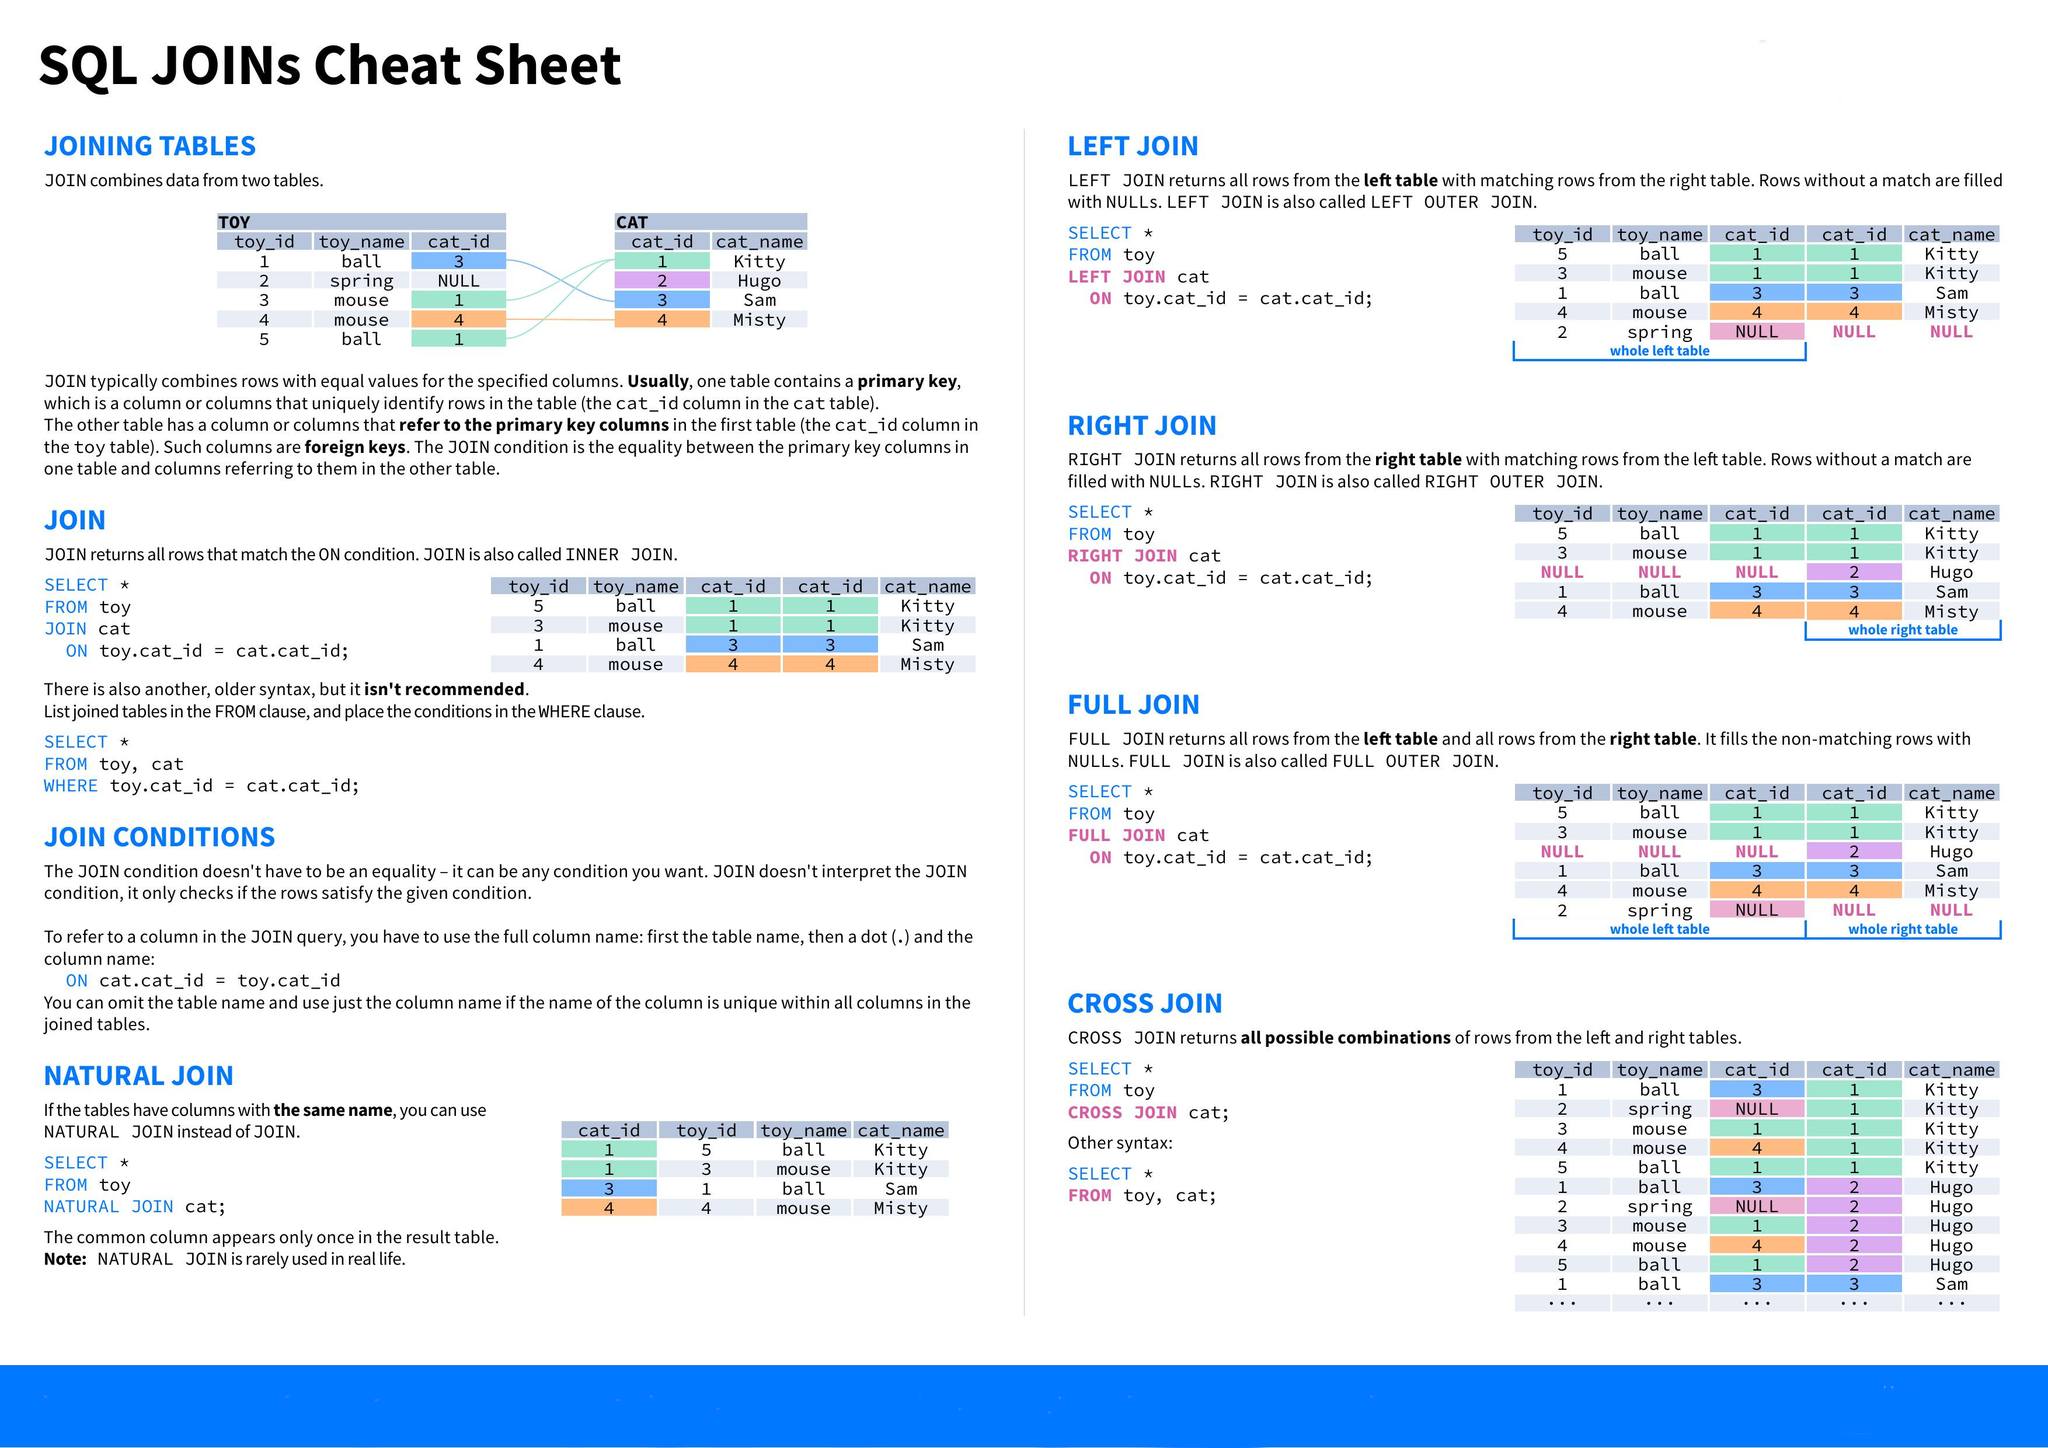 SQL JOINs Cheat Sheet
JOINING TABLES
JOIN combines data from two tables.
TOY
toy_id toy_name cat_id
1 ball 3
2 spring NULL
3 mouse 1
4 mouse 4
5 ball 1
CAT
cat_id cat_name
1 Kitty
2 Hugo
3 Sam
4 Misty
JOIN typically combines rows with equal values for the specified columns. Usually, one table contains a primary key,
which is a column or columns that uniquely identify rows in the table (the cat_id column in the cat table).
The other table has a column or columns that refer to the primary key columns in the first table (the cat_id column in
the toy table). Such columns are foreign keys. The JOIN condition is the equality between the primary key columns in
one table and columns referring to them in the other table.
JOIN
JOIN returns all rows that match the ON condition. JOIN is also called INNER JOIN.
SELECT *
FROM toy
JOIN cat
ON toy.cat_id = cat.cat_id;
toy_id toy_name cat_id cat_id cat_name
5 ball 1 1 Kitty
3 mouse 1 1 Kitty
1 ball 3 3 Sam
4 mouse 4 4 Misty
There is also another, older syntax, but it isn't recommended.
List joined tables in the FROM clause, and place the conditions in the WHERE clause.
SELECT *
FROM toy, cat
WHERE toy.cat_id = cat.cat_id;
JOIN CONDITIONS
The JOIN condition doesn't have to be an equality – it can be any condition you want. JOIN doesn't interpret the JOIN
condition, it only checks if the rows satisfy the given condition.
To refer to a column in the JOIN query, you have to use the full column name: first the table name, then a dot (.) and the
column name:
ON cat.cat_id = toy.cat_id
You can omit the table name and use just the column name if the name of the column is unique within all columns in the
joined tables.
NATURAL JOIN
If the tables have columns with the same name, you can use
NATURAL JOIN instead of JOIN.
SELECT *
FROM toy
NATURAL JOIN cat;
cat_id toy_id toy_name cat_name
1 5 ball Kitty
1 3 mouse Kitty
3 1 ball Sam
4 4 mouse Misty
The common column appears only once in the result table.
Note: NATURAL JOIN is rarely used in real life.
LEFT JOIN
LEFT JOIN returns all rows from the left table with matching rows from the right table. Rows without a match are filled
with NULLs. LEFT JOIN is also called LEFT OUTER JOIN.
SELECT *
FROM toy
LEFT JOIN cat
ON toy.cat_id = cat.cat_id;
toy_id toy_name cat_id cat_id cat_name
5 ball 1 1 Kitty
3 mouse 1 1 Kitty
1 ball 3 3 Sam
4 mouse 4 4 Misty
2 spring NULL NULL NULL
whole left table
RIGHT JOIN
RIGHT JOIN returns all rows from the right table with matching rows from the left table. Rows without a match are
filled with NULLs. RIGHT JOIN is also called RIGHT OUTER JOIN.
SELECT *
FROM toy
RIGHT JOIN cat
ON toy.cat_id = cat.cat_id;
toy_id toy_name cat_id cat_id cat_name
5 ball 1 1 Kitty
3 mouse 1 1 Kitty
NULL NULL NULL 2 Hugo
1 ball 3 3 Sam
4 mouse 4 4 Misty
whole right table
FULL JOIN
FULL JOIN returns all rows from the left table and all rows from the right table. It fills the non-matching rows with
NULLs. FULL JOIN is also called FULL OUTER JOIN.
SELECT *
FROM toy
FULL JOIN cat
ON toy.cat_id = cat.cat_id;
toy_id toy_name cat_id cat_id cat_name
5 ball 1 1 Kitty
3 mouse 1 1 Kitty
NULL NULL NULL 2 Hugo
1 ball 3 3 Sam
4 mouse 4 4 Misty
2 spring NULL NULL NULL
whole left table whole right table
CROSS JOIN
CROSS JOIN returns all possible combinations of rows from the left and right tables.
SELECT *
FROM toy
CROSS JOIN cat;
Other syntax:
SELECT *
FROM toy, cat;
toy_id toy_name cat_id cat_id cat_name
1 ball 3 1 Kitty
2 spring NULL 1 Kitty
3 mouse 1 1 Kitty
4 mouse 4 1 Kitty
5 ball 1 1 Kitty
1 ball 3 2 Hugo
2 spring NULL 2 Hugo
3 mouse 1 2 Hugo
4 mouse 4 2 Hugo
5 ball 1 2 Hugo
1 ball 3 3 Sam
... ... ... ... ...